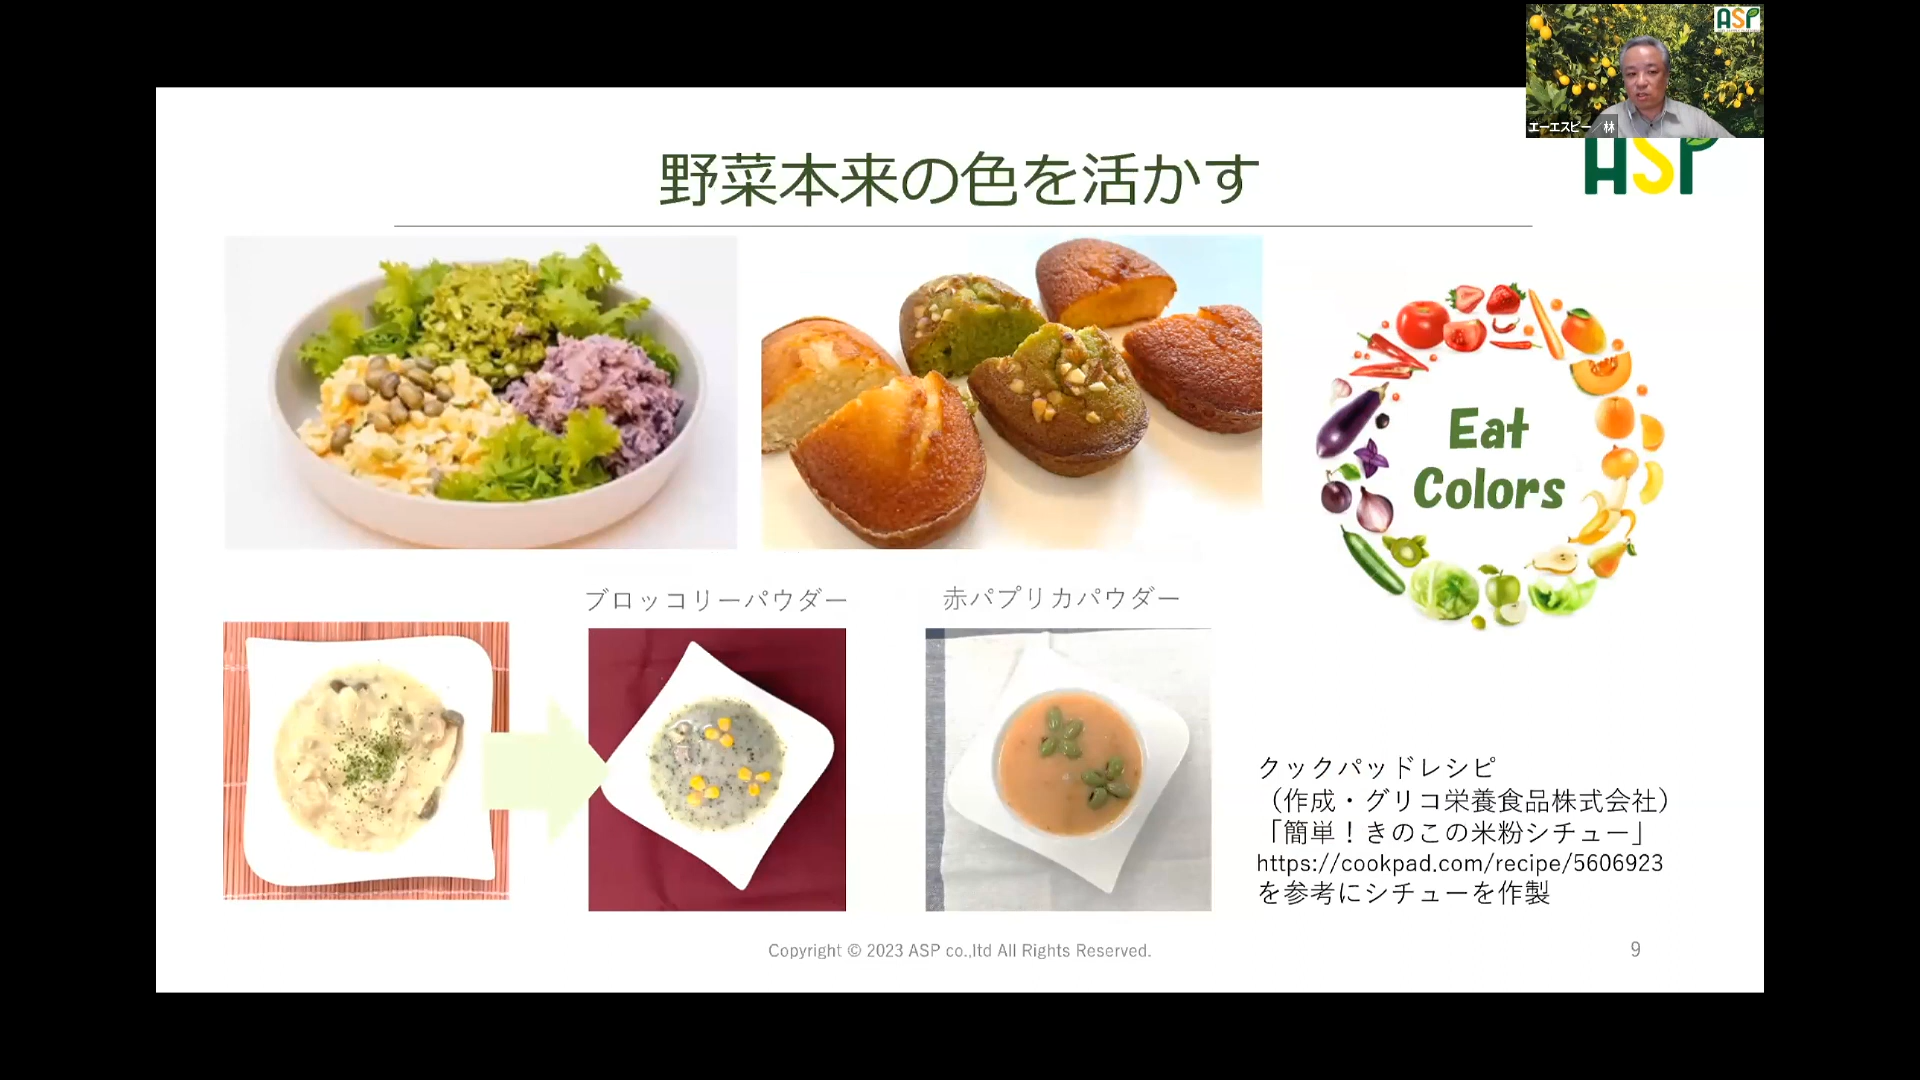 ASP
エーエスピー／林
ASP
野菜本来の色を活かす
Eat
Colors
ブロッコリーパウダー
赤パプリカパウダー
クックパッドレシピ
（作成・グリコ栄養食品株式会社）
「簡単！きのこの米粉シチュー」
https://cookpad.com/recipe/5606923
を参考にシチューを作製
Copyright © 2023 ASP co.,ltd All Rights Reserved.
9